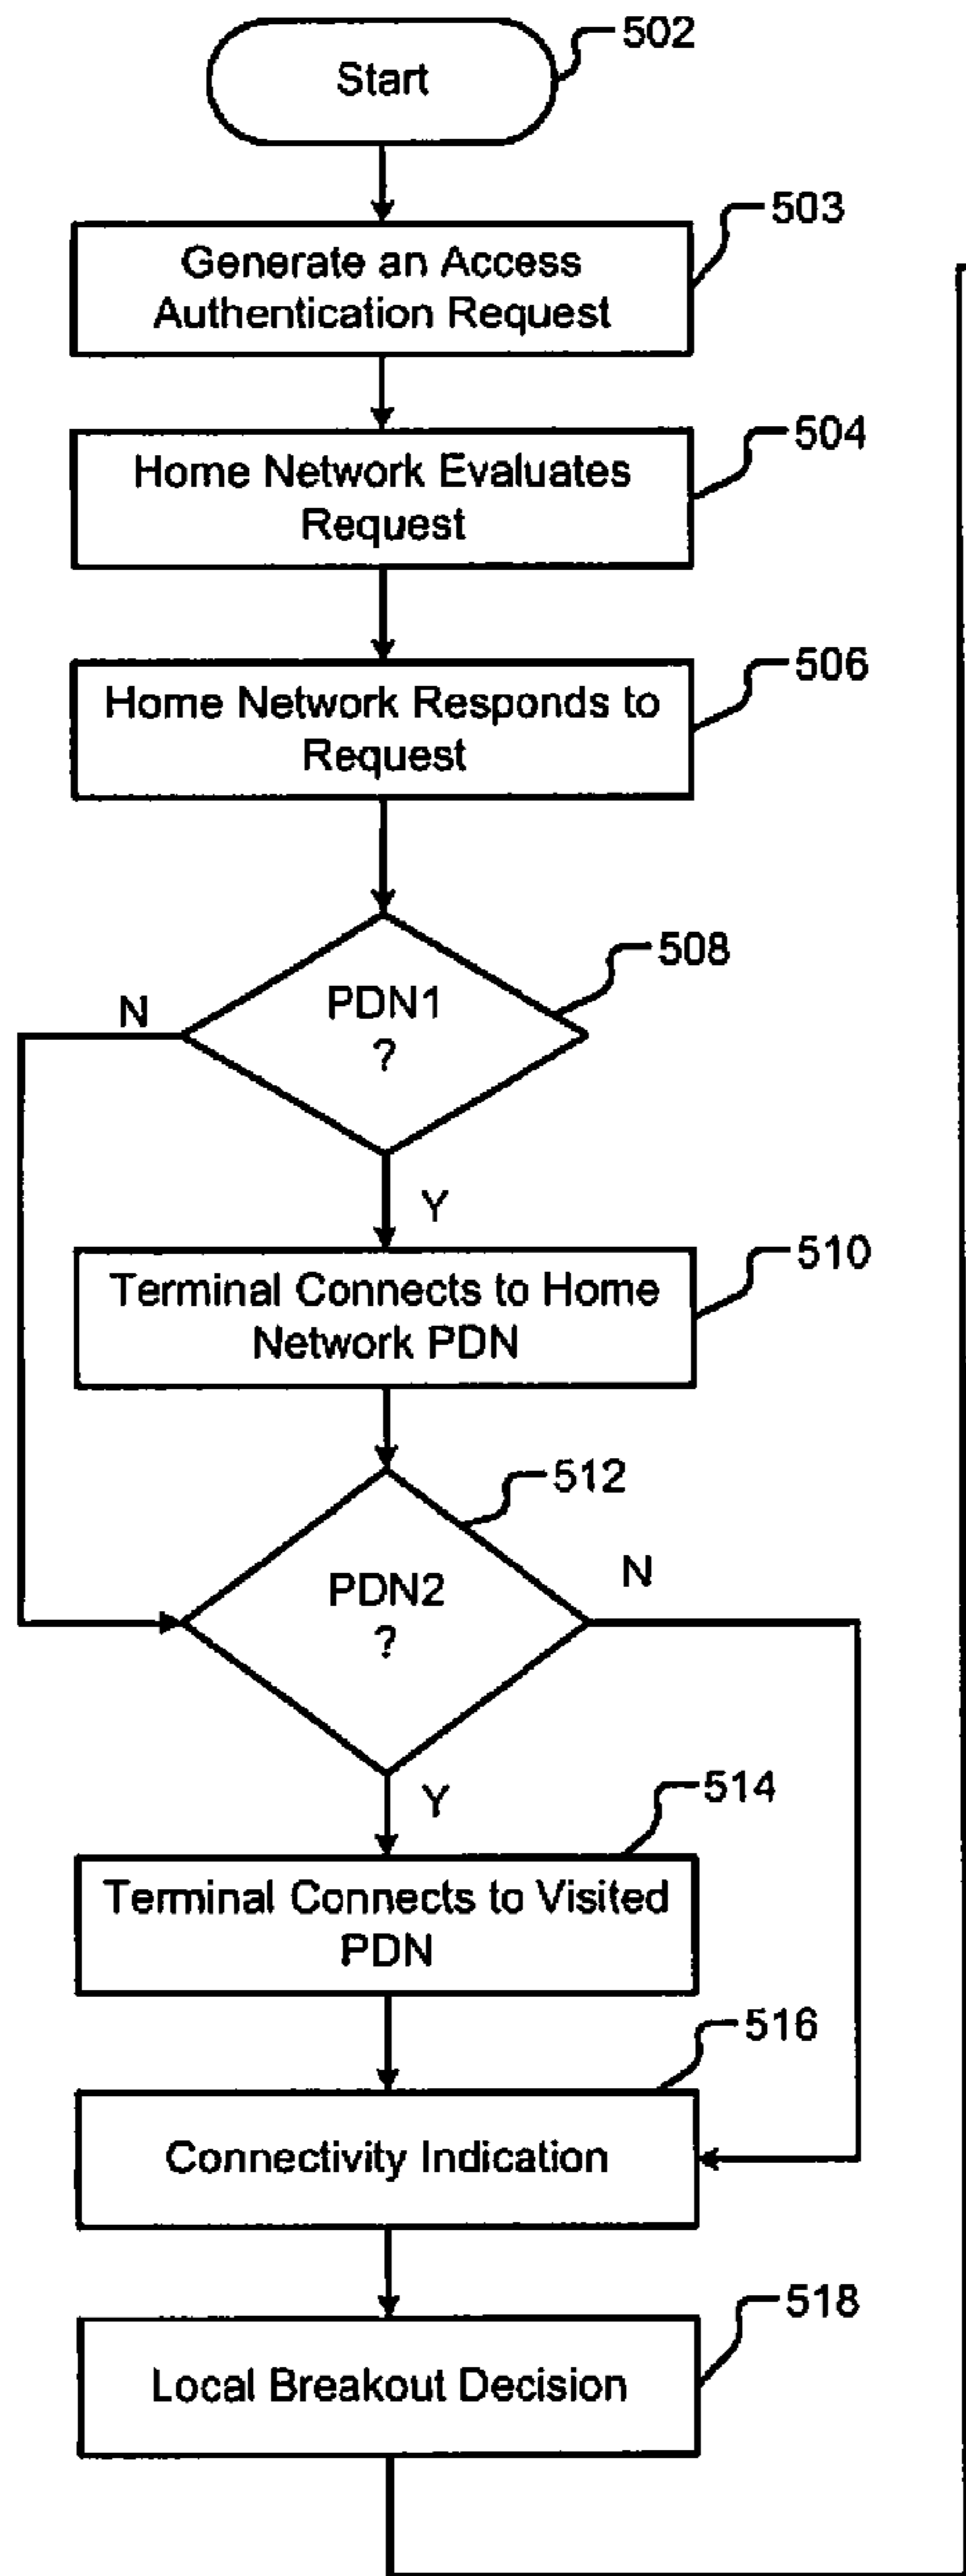 502
Start
503
Generate an Access
Authentication Request
504
Home Network Evaluates
Request
506
Home Network Responds to
Request
508
PDN1
?
N
Y
510
Terminal Connects to Home
Network PDN
512
PDN2
?
N
Y
514
Terminal Connects to Visited
PDN
516
Connectivity Indication
518
Local Breakout Decision